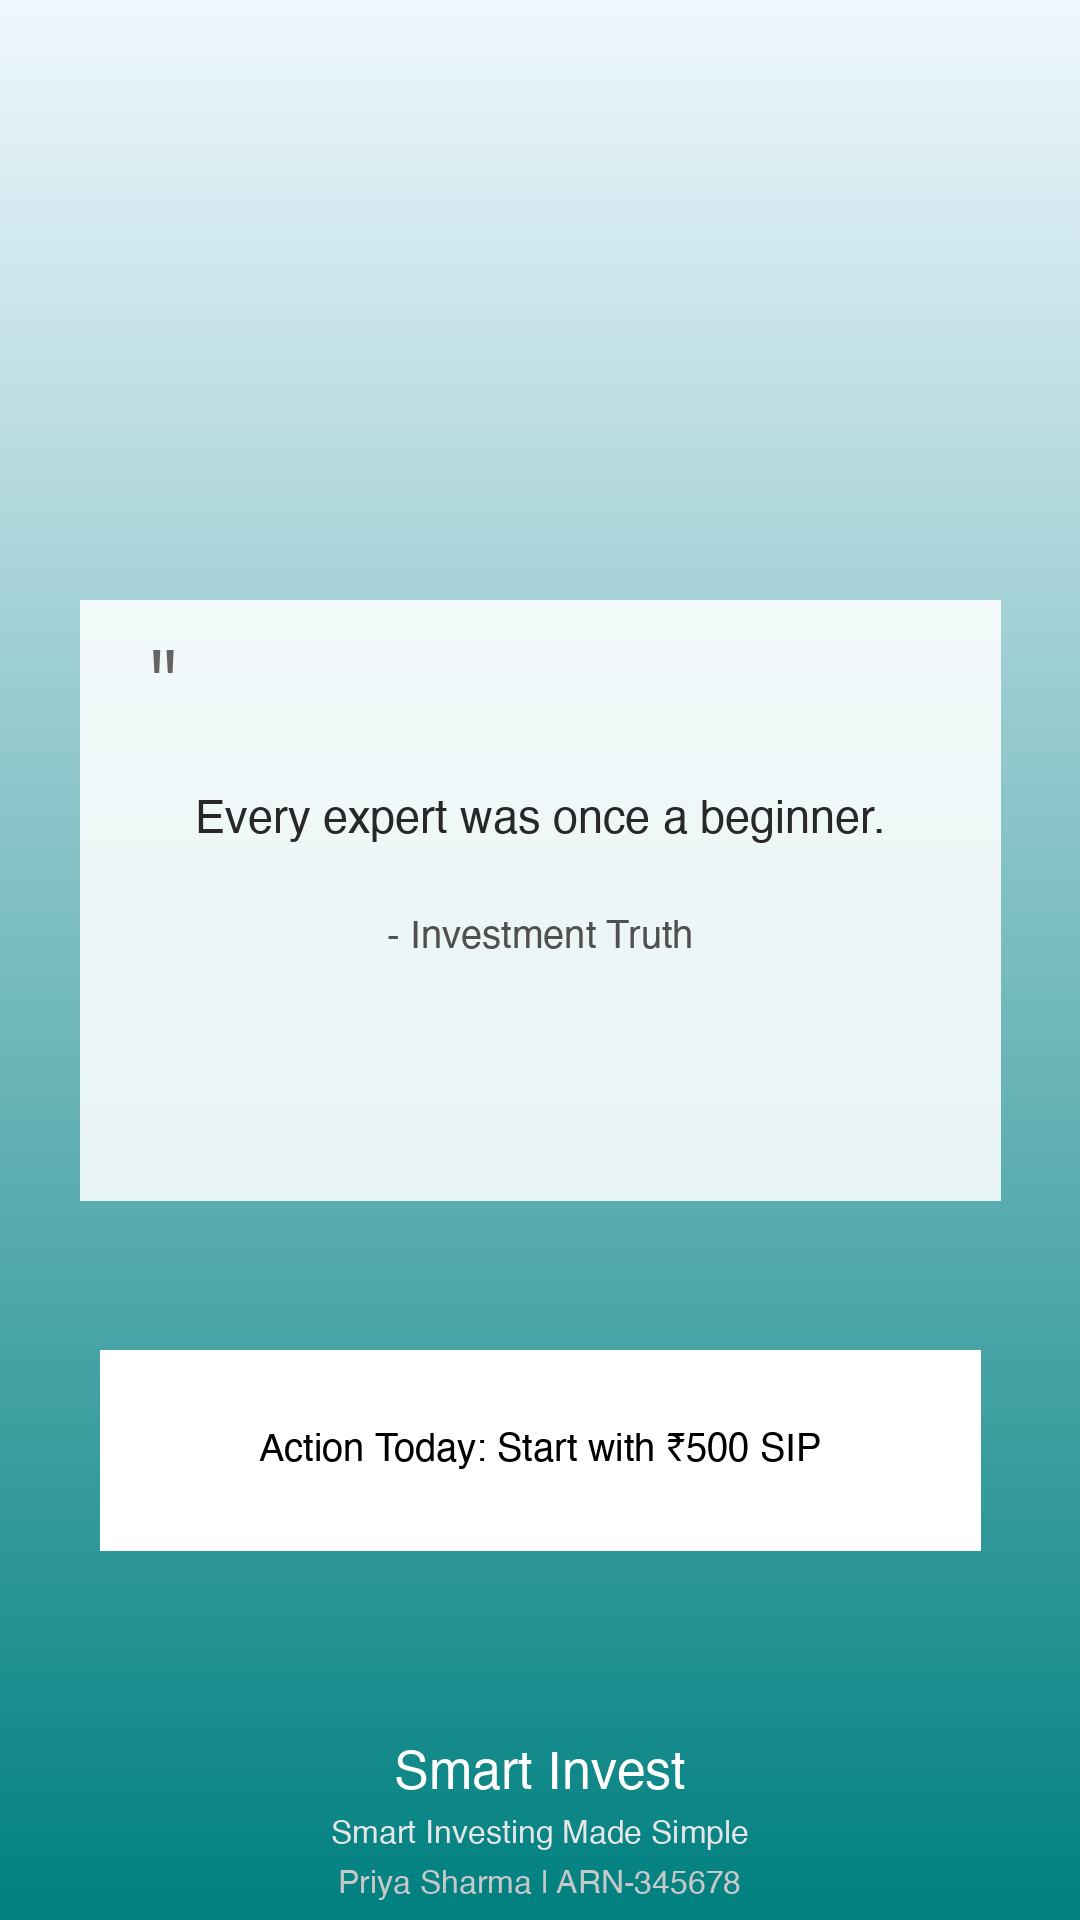 "
Every expert was once a beginner.
- Investment Truth
Action Today: Start with ₹500 SIP
Smart Invest
Smart Investing Made Simple
Priya Sharma | ARN-345678